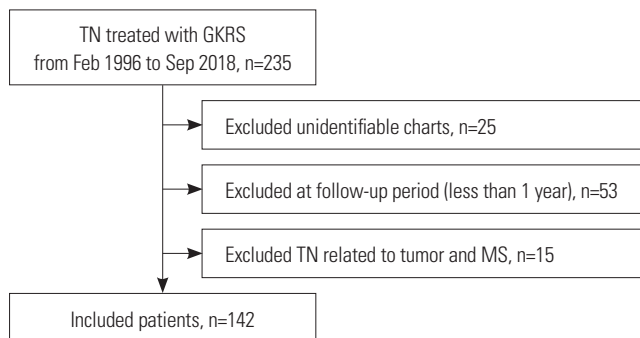 TN treated with GKRS
from Feb 1996 to Sep 2018, n=235
Excluded unidentifiable charts, n=25
Excluded at follow-up period (less than 1 year), n=53
Excluded TN related to tumor and MS, n=15
Included patients, n=142